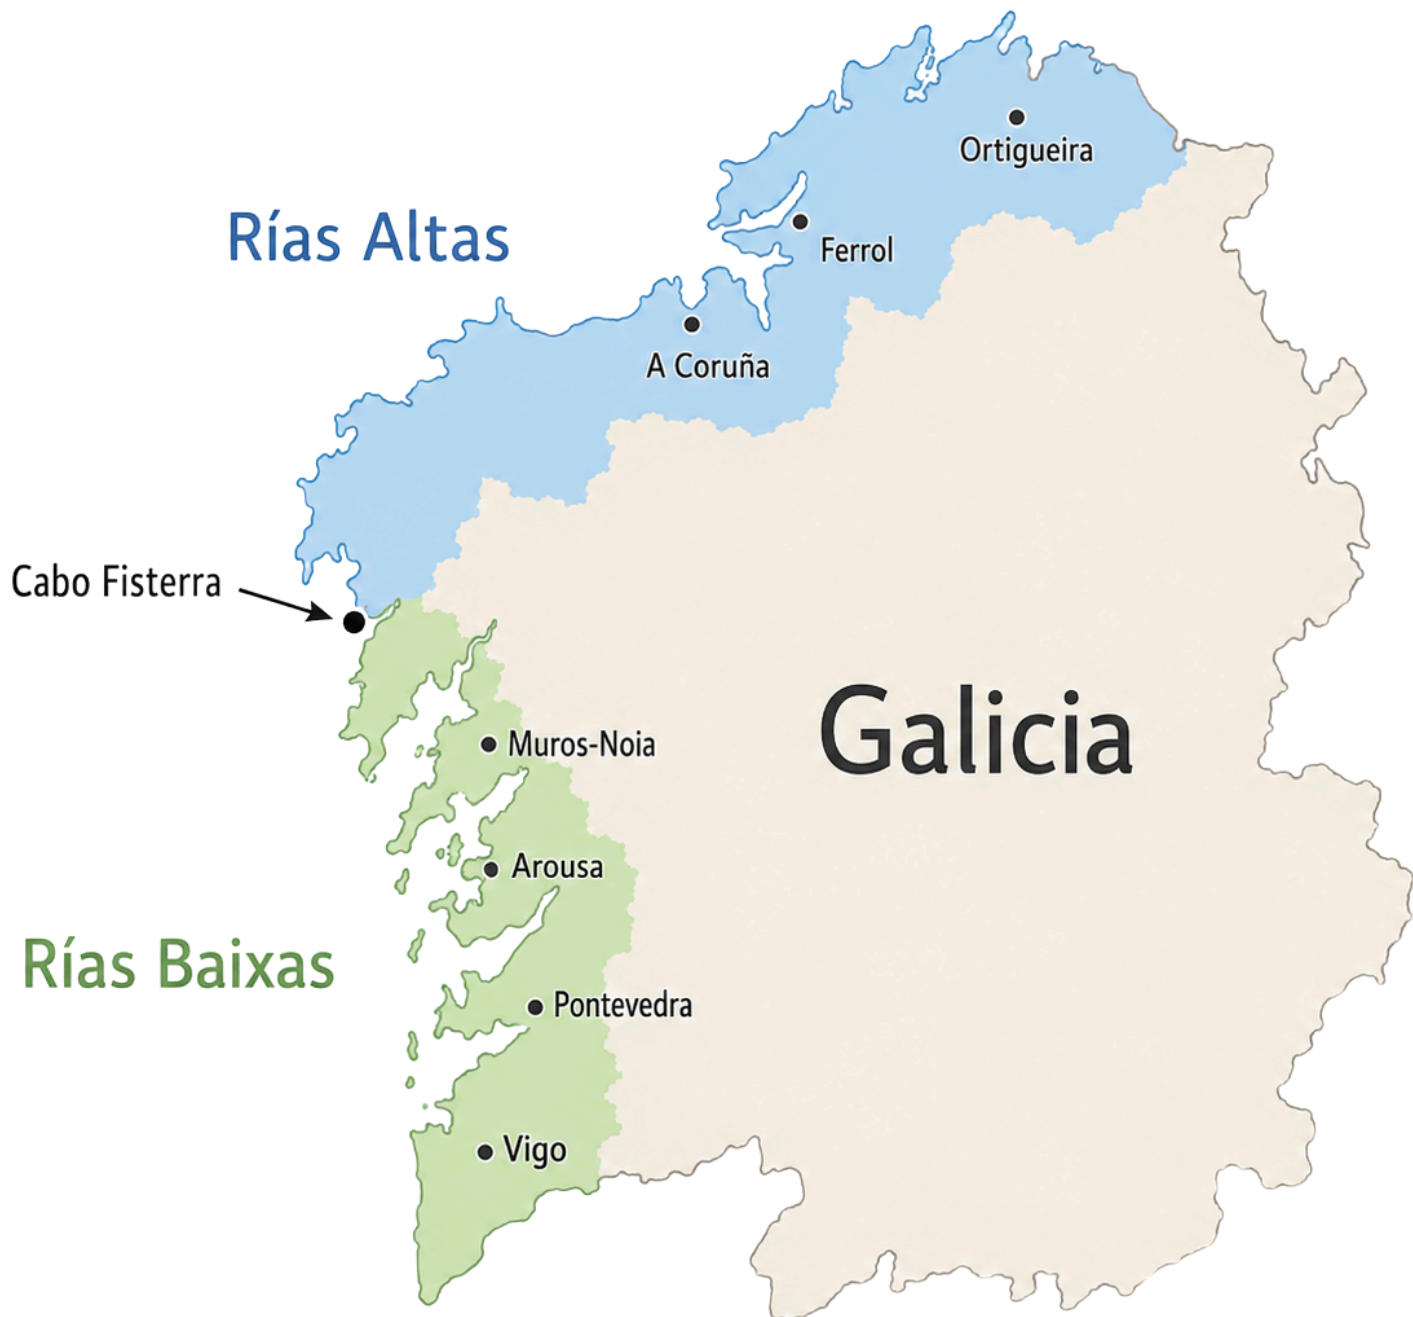 Ortigueira
Rías Altas
Ferrol
A Coruña
Cabo Fisterra
Galicia
Muros-Noia
Arousa
Rías Baixas
Pontevedra
Vigo